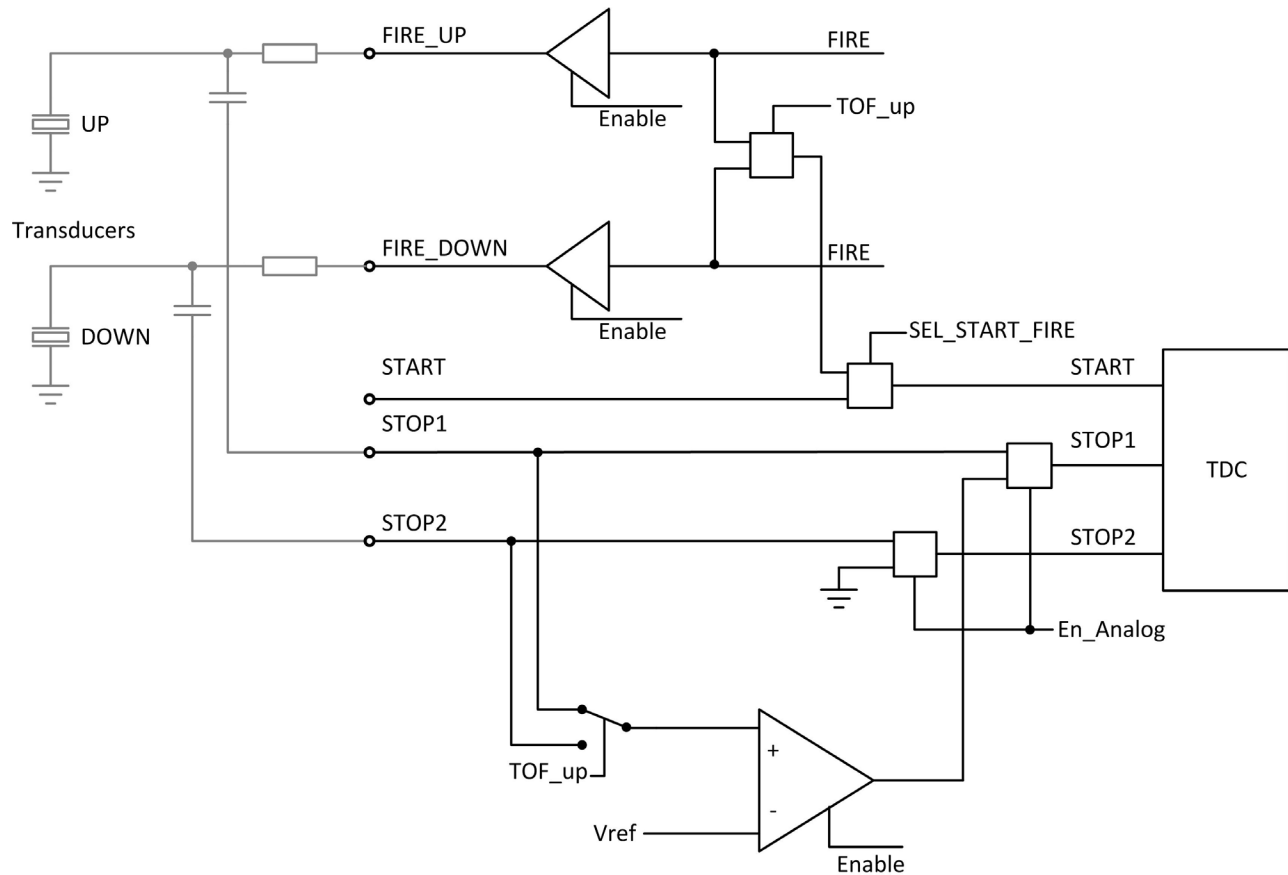 FIRE_UP
FIRE
Enable
TOF_up
UP
Transducers
FIRE_DOWN
FIRE
Enable
DOWN
SEL_START_FIRE
START
START
STOP1
STOP1
TDC
STOP2
STOP2
En_Analog
TOF_up
+
-
Vref
Enable